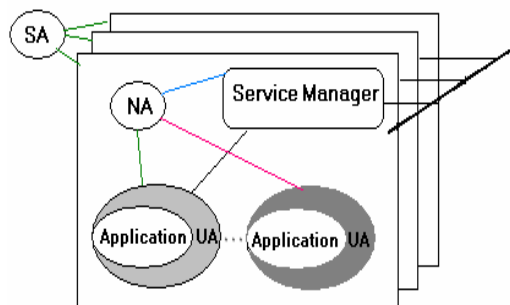 SA
Service Manager
NA
Application UA
Application UA